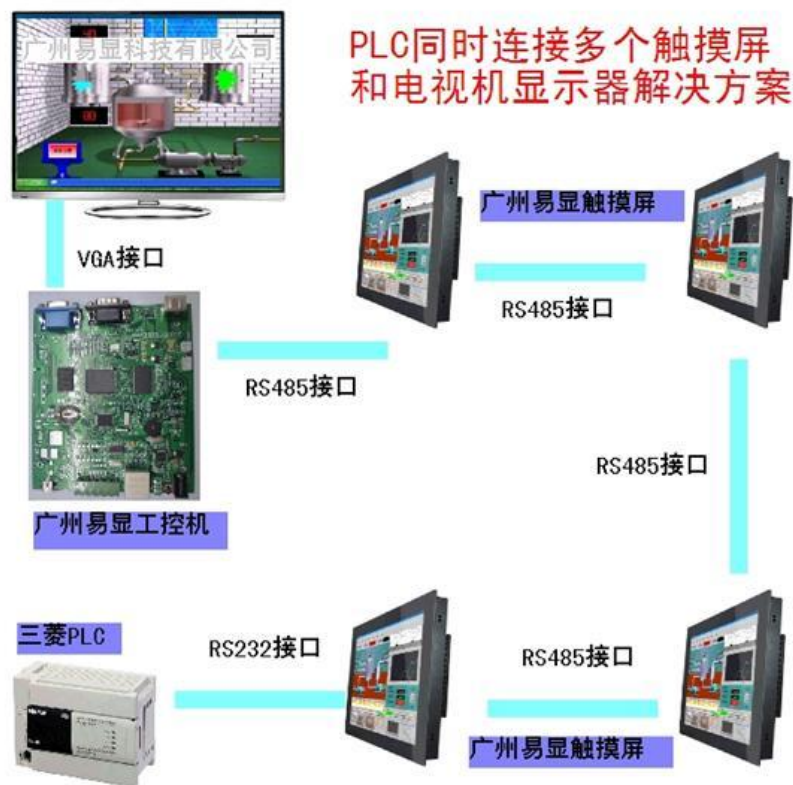 广州易显科技有限公司
PLC同时连接多个触摸屏
和电视机显示器解决方案
广州易显触摸屏
VGA接口
RS485接口
RS485接口
RS485接口
广州易显工控机
三菱PLC
RS232接口
RS485接口
广州易显触摸屏